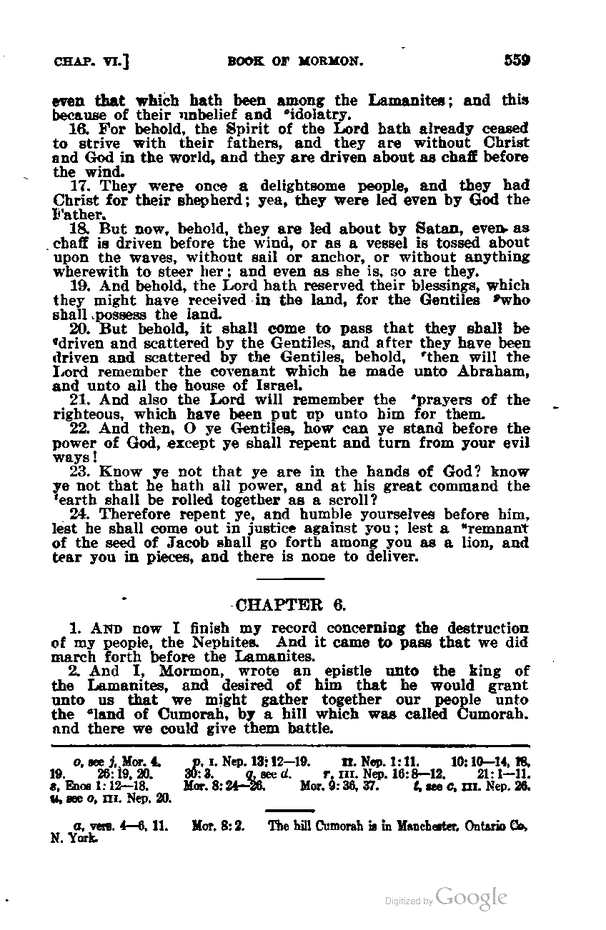 CHAP. VI.] BOOK OF MORMON. 559
even that which hath been among the Lamanites; and this
because of their unbelief and oidolatry.
16. For behold, the Spirit of the Lord hath already ceased
to strive with their fathers, and they are without Christ
and God in the world, and they are driven about as chaff before
the wind.
17. They were once a delightsome people, and they had
Christ for their shepherd; yea, they were led even by God the
Father.
18. But now, behold, they are led about by Satan, even as
chaff is driven before the wind, or as a vessel is tossed about
upon the waves, without sail or anchor, or without anything
wherewith to steer her; and even as she is, so are they.
19. And behold, the Lord hath reserved their blessings, which
they might have received in the land, for the Gentiles pwho
shall possess the land.
20. But behold, it shall come to pass that they shall be
qdriven and scattered by the Gentiles, and after they have been
driven and scattered by the Gentiles, behold, rthen will the
Lord remember the covenant which he made unto Abraham,
and unto all the house of Israel.
21. And also the Lord will remember the sprayers of the
righteous, which have been put up unto him for them.
22. And then, O ye Gentiles, how can ye stand before the
power of God, except ye shall repent and turn from your evil
ways!
23. Know ye not that ye are in the hands of God? know
ye not that he hath all power, and at his great command the
tearth shall be rolled together as a scroll?
24. Therefore repent ye, and humble yourselves before him,
lest he shall come out in justice against you; lest a uremnant
of the seed of Jacob shall go forth among you as a lion, and
tear you in pieces, and there is none to deliver.
CHAPTER 6.
1. AND now I finish my record concerning the destruction
of my people, the Nephites. And it came to pass that we did
march forth before the Lamanites.
2. And I, Mormon, wrote an epistle unto the king of
the Lamanites, and desired of him that he would grant
unto us that we might gather together our people unto
the aland of Cumorah, by a hill which was called Cumorah.
and there we could give them battle.
o, see j, Mor. 4. p, I. Nep. 13:12—19. II. Nep. 1:11. 10:10—14, 18,
19. 26:19, 20. 30:3. q, see d. r, III. Nep. 16:8—12. 21:1—11.
s, Enos 1:12—18. Mor. 8:24—26. Mor. 9:36, 37. t, see c, III. Nep. 26.
u, see o, III. Nep. 20.
a, vers. 4—6, 11. Mor. 8:2. The hill Cumorah is in Manchester, Ontario Co,
N. York.
Digitized by Google